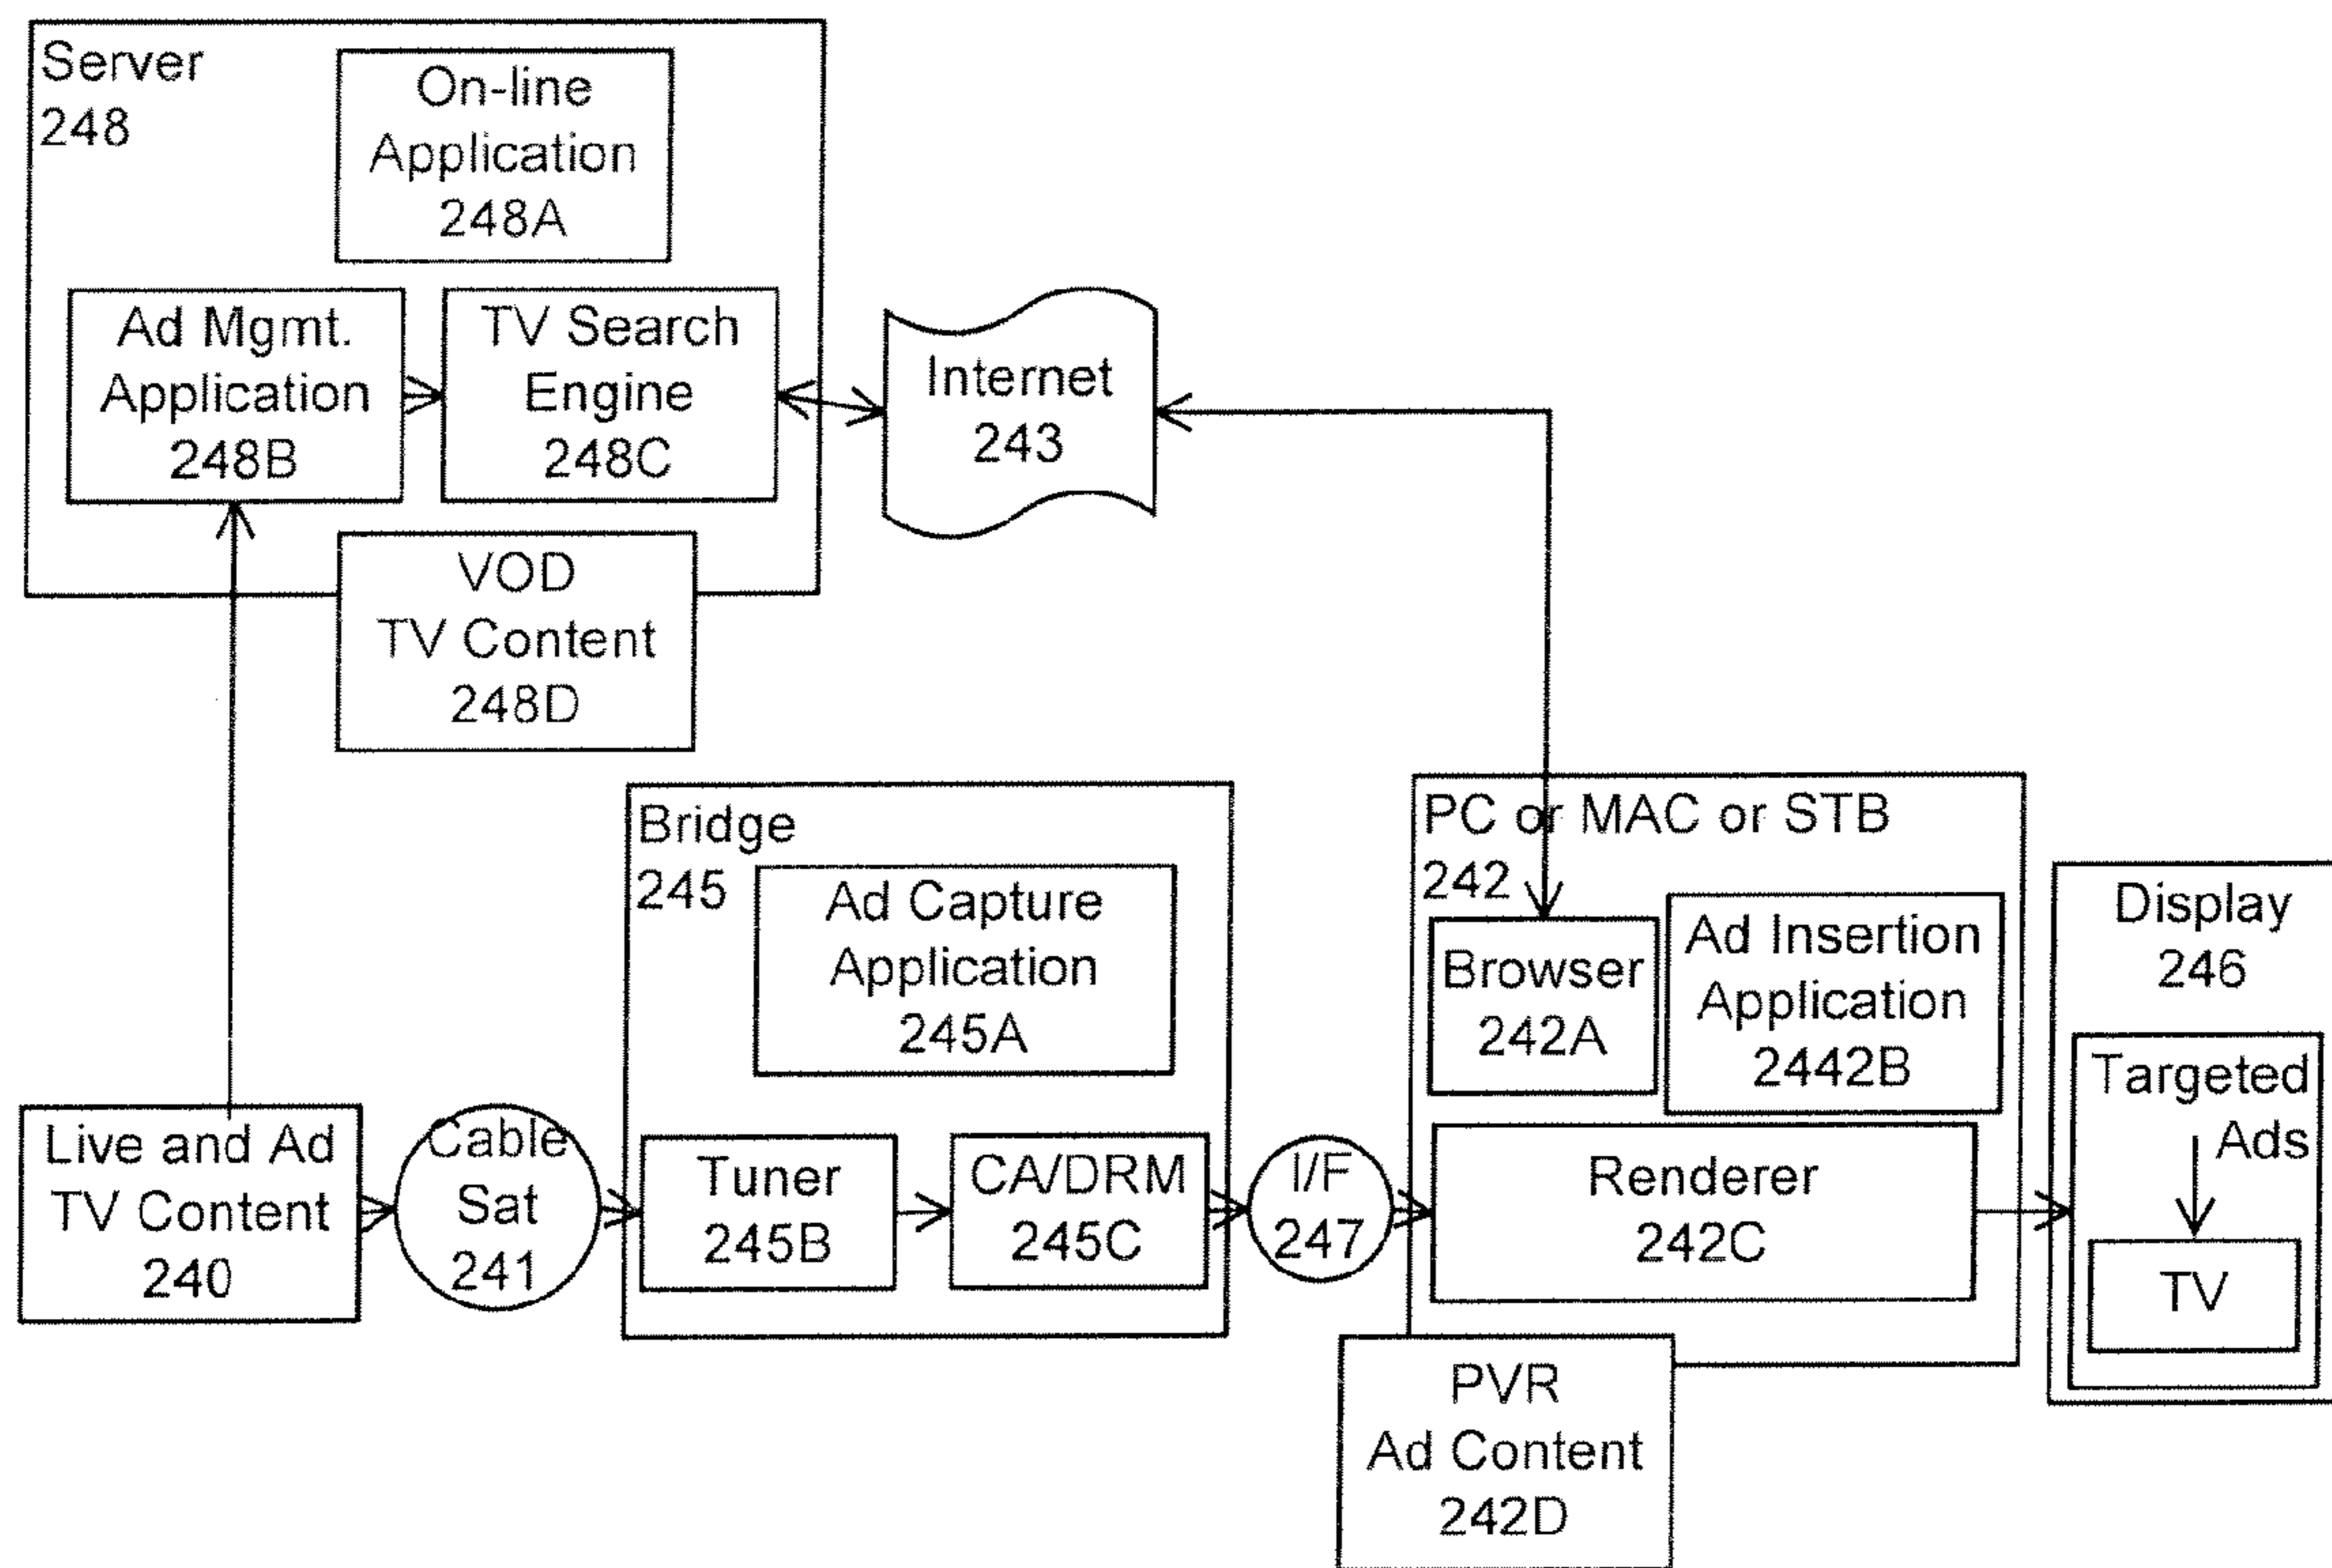 Server
248
On-line
Application
248A
Ad Mgmt.
Application
248B
TV Search
Engine
248C
Internet
243
VOD
TV Content
248D
Bridge
245
Ad Capture
Application
245A
PC or MAC or STB
242
Browser
242A
Ad Insertion
Application
2442B
Display
246
Targeted
Ads
TV
Live and Ad
TV Content
240
Cable
Sat
241
Tuner
245B
CA/DRM
245C
I/F
247
Renderer
242C
PVR
Ad Content
242D